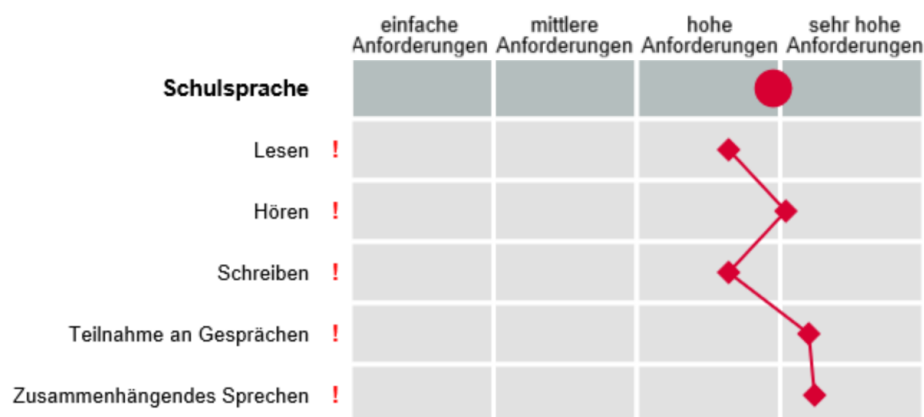 einfache mittlere hohe sehr hohe
Anforderungen Anforderungen Anforderungen Anforderungen
Schulsprache
Lesen !
Hören !
Schreiben !
Teilnahme an Gesprächen !
Zusammenhängendes Sprechen !